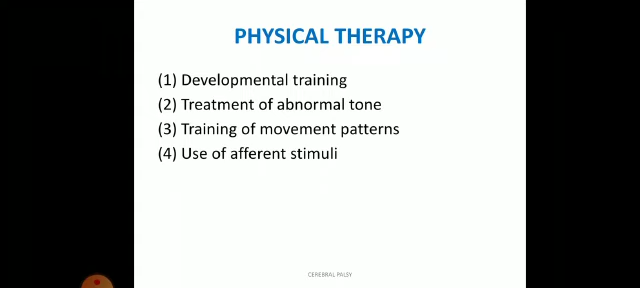 PHYSICAL THERAPY
(1) Developmental training
(2) Treatment of abnormal tone
(3) Training of movement patterns
(4) Use of afferent stimuli
CEREBRAL PALSY